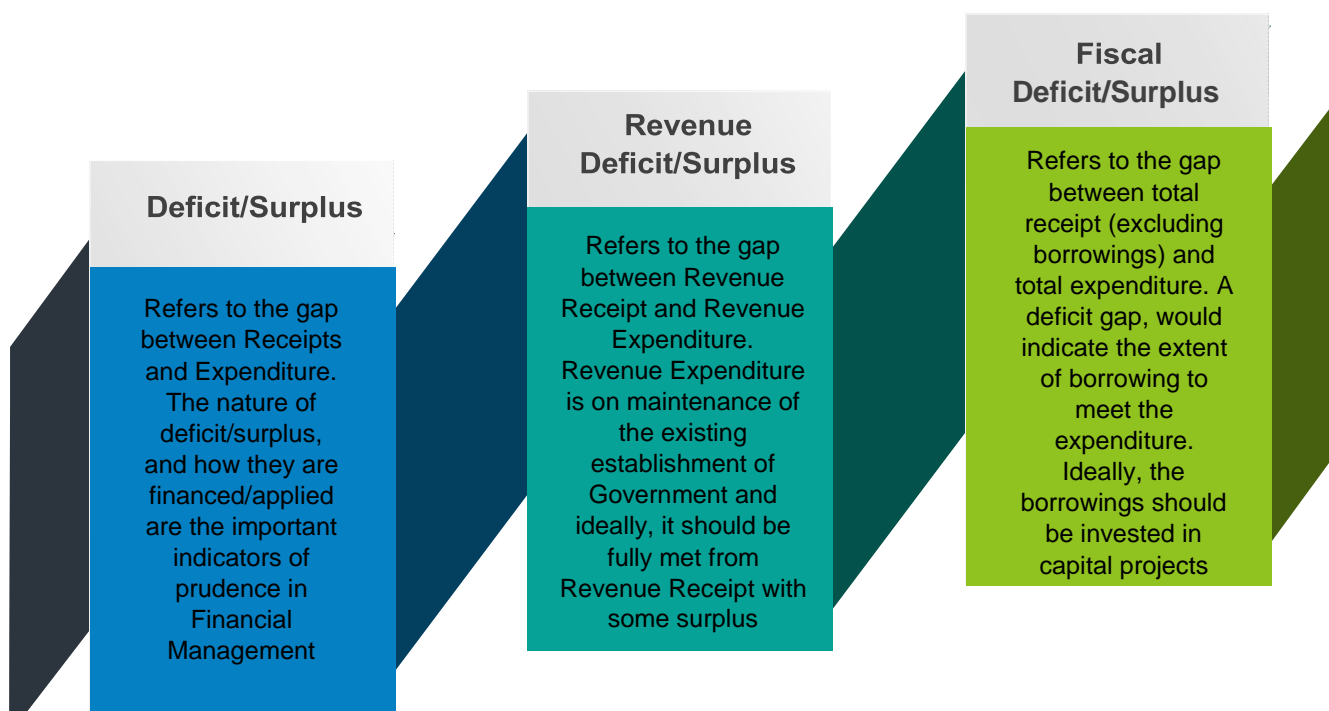 Deficit/Surplus
Refers to the gap
between Receipts
and Expenditure.
The nature of
deficit/surplus,
and how they are
financed/applied
are the important
indicators of
prudence in
Financial
Management
Revenue
Deficit/Surplus
Refers to the gap
between Revenue
Receipt and Revenue
Expenditure.
Revenue Expenditure
is on maintenance of
the existing
establishment of
Government and
ideally, it should be
fully met from
Revenue Receipt with
some surplus
Fiscal
Deficit/Surplus
Refers to the gap
between total
receipt (excluding
borrowings) and
total expenditure. A
deficit gap, would
indicate the extent
of borrowing to
meet the
expenditure.
Ideally, the
borrowings should
be invested in
capital projects